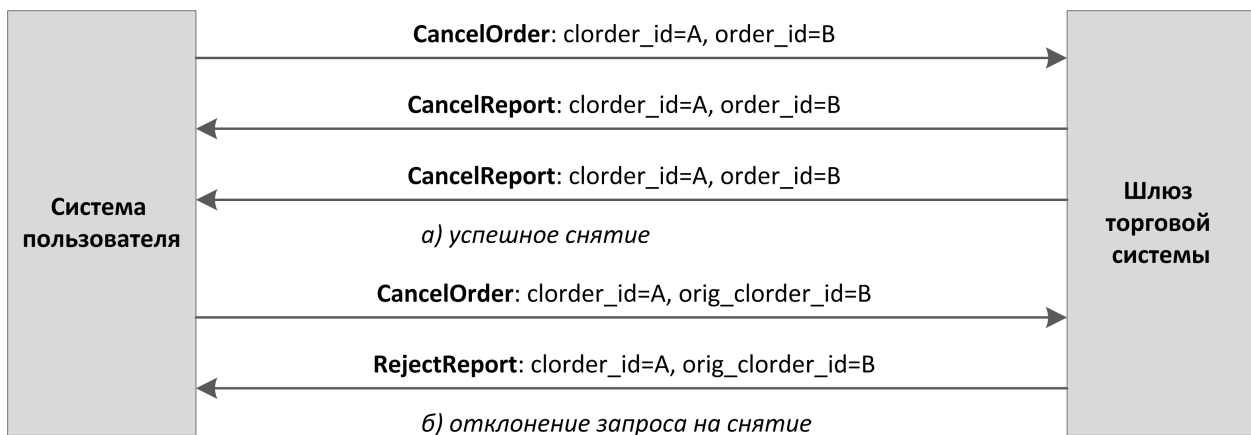 CancelOrder: clorder_id=A, order_id=B
CancelReport: clorder_id=A, order_id=B
CancelReport: clorder_id=A, order_id=B
Система
пользователя
Шлюз
торговой
системы
а) успешное снятие
CancelOrder: clorder_id=A, orig_clorder_id=B
RejectReport: clorder_id=A, orig_clorder_id=B
б) отклонение запроса на снятие